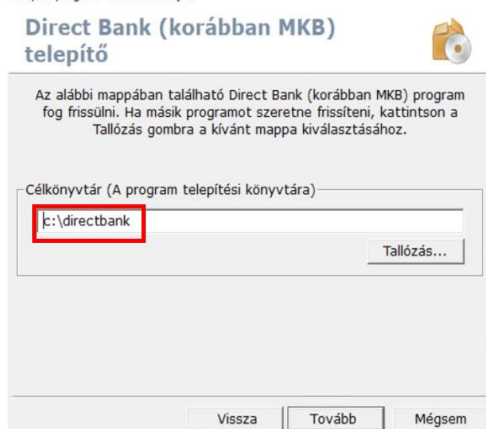 Direct Bank (korábban MKB)
telepítő
Az alábbi mappában található Direct Bank (korábban MKB) program
fog frissülni. Ha másik programot szeretne frissíteni, kattintson a
Tallózás gombra a kívánt mappa kiválasztásához.
Célkönyvtár (A program telepítési könyvtára)
c:\directbank
Tallózás...
Vissza
Tovább
Mégsem